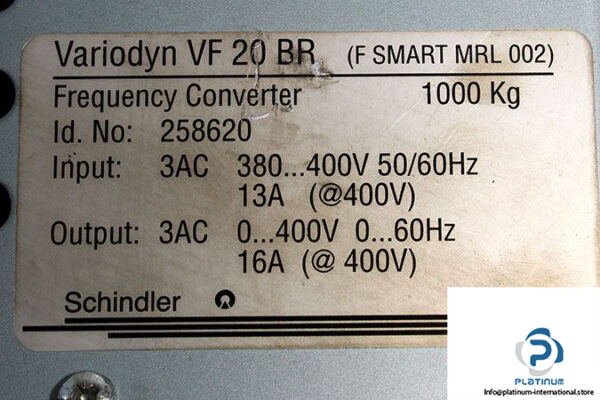 Variodyn VF 20 BR (F SMART MRL 002)
Frequency Converter 1000 Kg
Id. No: 258620
Input: 3AC 380...400V 50/60Hz
13A (@400V)
Output: 3AC 0...400V 0...60Hz
16A (@ 400V)
Schindler
PLATINUM
Info@platinum-international.store